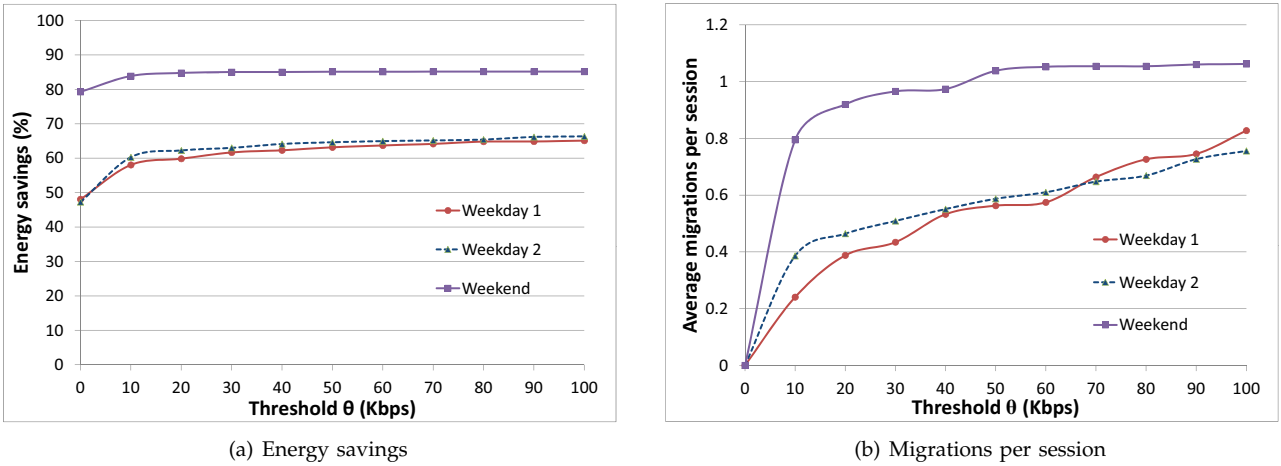 100
90
80
70
60
50
40
30
20
10
0
Energy savings (%)
Weekday 1
Weekday 2
Weekend
0 10 20 30 40 50 60 70 80 90 100
Threshold θ (Kbps)
(a) Energy savings
1.2
1
0.8
0.6
0.4
0.2
0
Average migrations per session
Weekday 1
Weekday 2
Weekend
0 10 20 30 40 50 60 70 80 90 100
Threshold θ (Kbps)
(b) Migrations per session